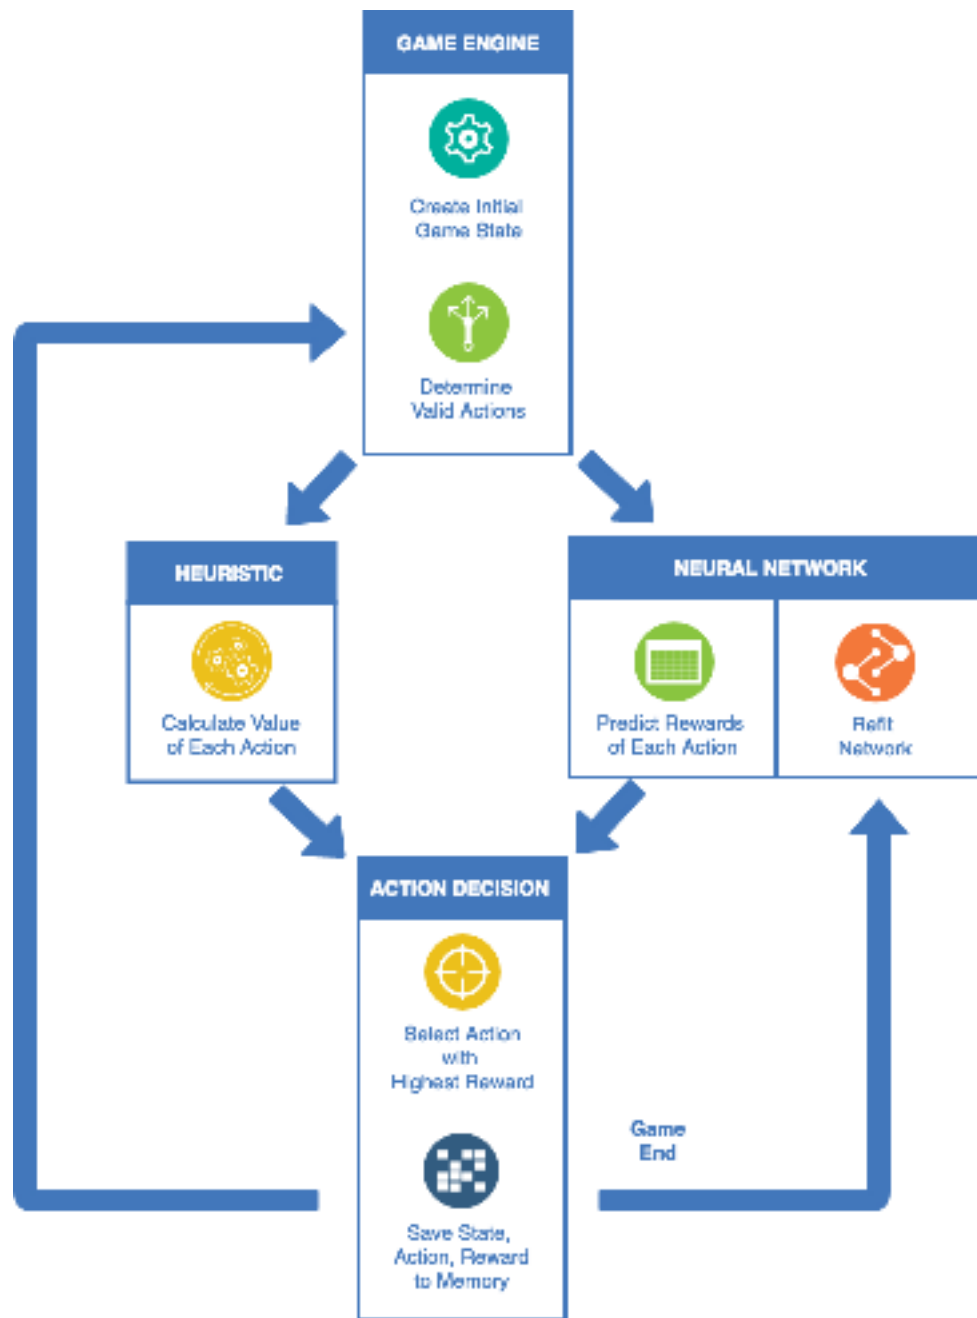 GAME ENGINE
Create Initial
Game State
Determine
Valid Actions
HEURISTIC
Calculate Value
of Each Action
NEURAL NETWORK
Predict Rewards
of Each Action
Refit
Network
ACTION DECISION
Select Action
with
Highest Reward
Save State,
Action, Reward
to Memory
Game
End